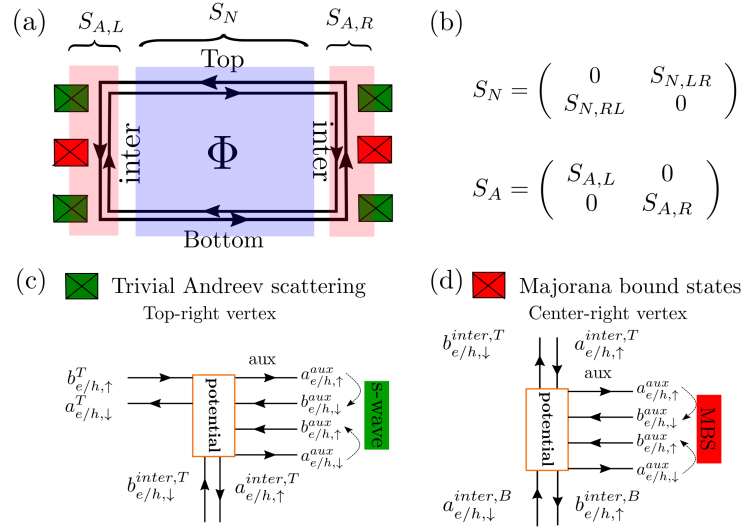 (a)
S_{A,L}
S_N
S_{A,R}
Top
inter
Φ
inter
Bottom
(b)
S_N = ( 0 S_{N,LR}
S_{N,RL} 0 )
S_A = ( S_{A,L} 0
0 S_{A,R} )
(c) Trivial Andreev scattering
Top-right vertex
aux
b^T_{e/h,↑}
a^T_{e/h,↓}
potential
a^{aux}_{e/h,↑}
b^{aux}_{e/h,↓}
b^{aux}_{e/h,↑}
a^{aux}_{e/h,↓}
s-wave
b^{inter,T}_{e/h,↓} a^{inter,T}_{e/h,↑}
(d) Majorana bound states
Center-right vertex
b^{inter,T}_{e/h,↓} a^{inter,T}_{e/h,↑}
aux
potential
a^{aux}_{e/h,↑}
b^{aux}_{e/h,↓}
b^{aux}_{e/h,↑}
a^{aux}_{e/h,↓}
MBS
a^{inter,B}_{e/h,↓} b^{inter,B}_{e/h,↑}